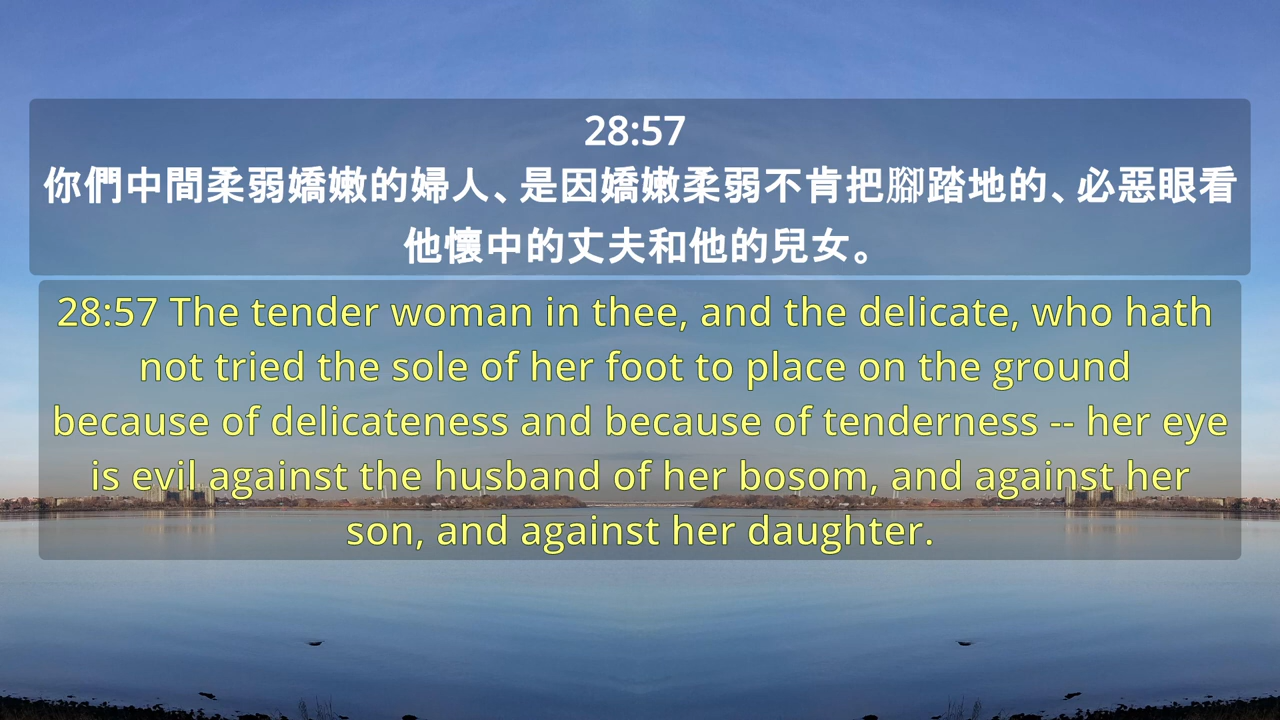 28:57
你們中間柔弱嬌嫩的婦人、是因嬌嫩柔弱不肯把腳踏地的、必惡眼看
他懷中的丈夫和他的兒女。
28:57 The tender woman in thee, and the delicate, who hath
not tried the sole of her foot to place on the ground
because of delicateness and because of tenderness -- her eye
is evil against the husband of her bosom, and against her
son, and against her daughter.